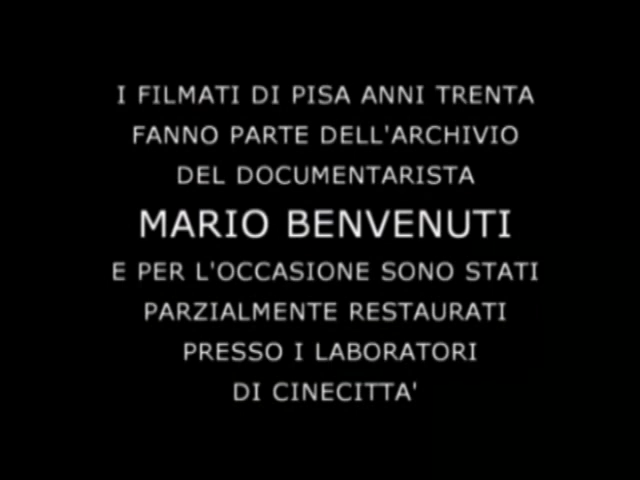 I FILMATI DI PISA ANNI TRENTA
FANNO PARTE DELL'ARCHIVIO
DEL DOCUMENTARISTA
MARIO BENVENUTI
E PER L'OCCASIONE SONO STATI
PARZIALMENTE RESTAURATI
PRESSO I LABORATORI
DI CINECITTA'